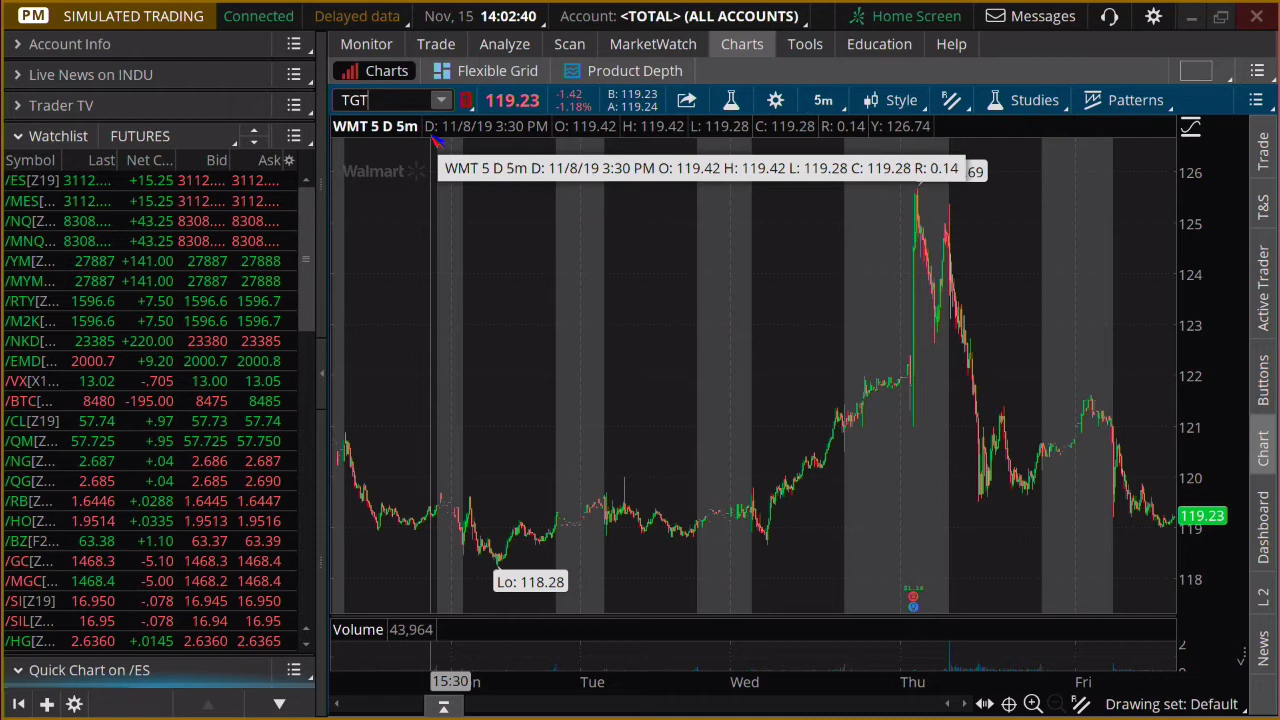 PM SIMULATED TRADING Connected Delayed data Nov, 15 14:02:40 Account: <TOTAL> (ALL ACCOUNTS) Home Screen Messages
Account Info
Live News on INDU
Trader TV
Watchlist FUTURES
Symbol Last Net C... Bid Ask
/ES[Z19] 3112.... +15.25 3112.... 3112....
/MES[... 3112.... +15.25 3112.... 3112....
/NQ[Z... 8308.... +43.25 8308.... 8308....
/MNQ... 8308.... +43.25 8308.... 8308....
/YM[Z... 27887 +141.00 27887 27888
/MYM... 27887 +141.00 27887 27888
/RTY[Z... 1596.6 +7.50 1596.6 1596.7
/M2K[... 1596.6 +7.50 1596.6 1596.7
/NKD[... 23385 +220.00 23380 23385
/EMD[... 2000.7 +9.20 2000.7 2000.8
/VX[X1... 13.02 -.705 13.00 13.05
/BTC[... 8480 -195.00 8475 8485
/CL[Z19] 57.74 +.97 57.73 57.74
/QM[Z... 57.725 +.95 57.725 57.750
/NG[Z... 2.687 +.04 2.686 2.687
/QG[Z... 2.685 +.04 2.685 2.690
/RB[Z... 1.6446 +.0288 1.6445 1.6447
/HO[Z... 1.9514 +.0335 1.9513 1.9516
/BZ[F2... 63.38 +1.10 63.37 63.39
/GC[Z... 1468.3 -5.10 1468.3 1468.4
/MGC[... 1468.4 -5.00 1468.2 1468.4
/SI[Z19] 16.950 -.078 16.945 16.950
/SIL[Z... 16.95 -.078 16.94 16.95
/HG[Z... 2.6360 +.0145 2.6360 2.6365
Quick Chart on /ES
Monitor Trade Analyze Scan MarketWatch Charts Tools Education Help
Charts Flexible Grid Product Depth
TGT 119.23 -1.42 -1.18% B: 119.23 A: 119.24 5m Style Studies Patterns
WMT 5 D 5m D: 11/8/19 3:30 PM O: 119.42 H: 119.42 L: 119.28 C: 119.28 R: 0.14 Y: 126.74
WMT 5 D 5m D: 11/8/19 3:30 PM O: 119.42 H: 119.42 L: 119.28 C: 119.28 R: 0.14 69
Walmart
126
125
124
123
122
121
120
119.23
119
118
Lo: 118.28
Volume 43,964
15:30 Tue Wed Thu Fri
Drawing set: Default
Trade
T&S
Active Trader
Buttons
Chart
Dashboard
L 2
News